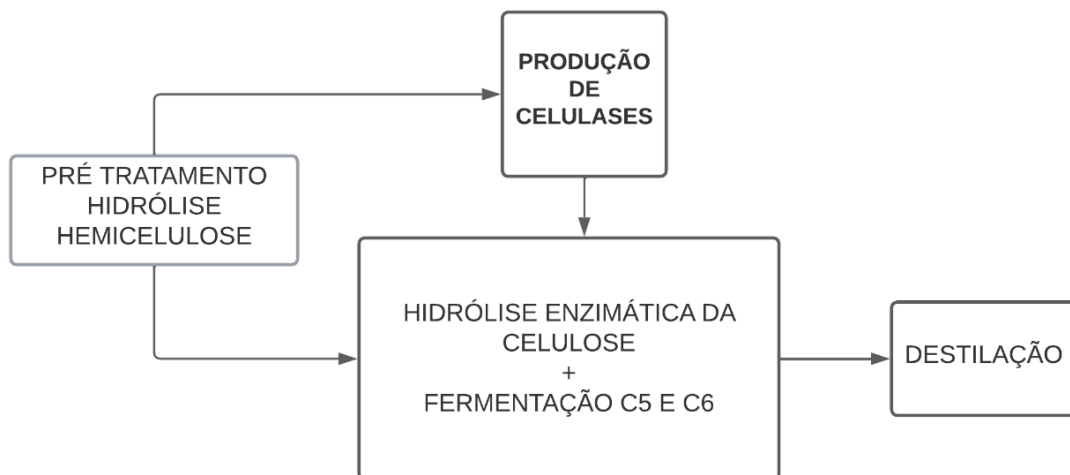 PRODUÇÃO
DE
CELULASES
PRÉ TRATAMENTO
HIDRÓLISE
HEMICELULOSE
HIDRÓLISE ENZIMÁTICA DA
CELULOSE
+
FERMENTAÇÃO C5 E C6
DESTILAÇÃO